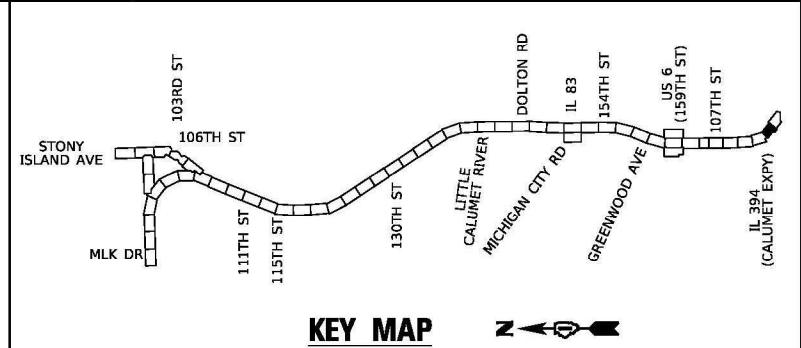 103RD ST
106TH ST
STONY
ISLAND AVE
MLK DR
111TH ST
115TH ST
130TH ST
LITTLE
CALUMET RIVER
DOLTON RD
MICHIGAN CITY RD
IL 83
154TH ST
GREENWOOD AVE
US 6
(159TH ST)
107TH ST
IL 394
(CALUMET EXPY)
KEY MAP
N